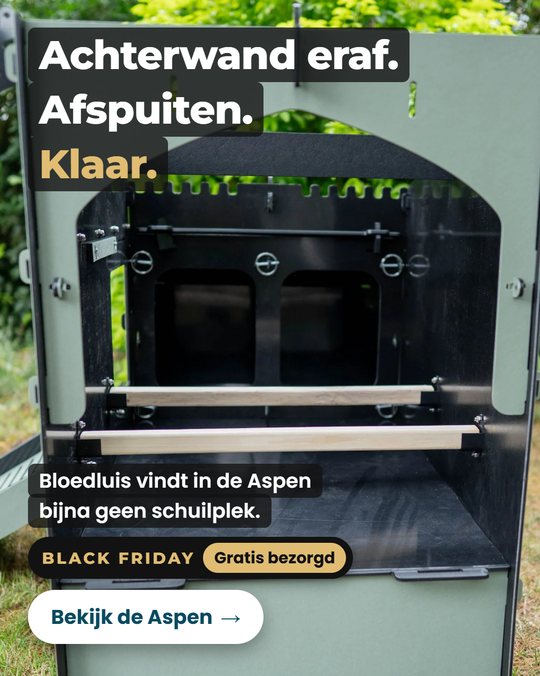 Achterwand eraf.
Afspuiten.
Klaar.
Bloedluis vindt in de Aspen
bijna geen schuilplek.
BLACK FRIDAY Gratis bezorgd
Bekijk de Aspen →